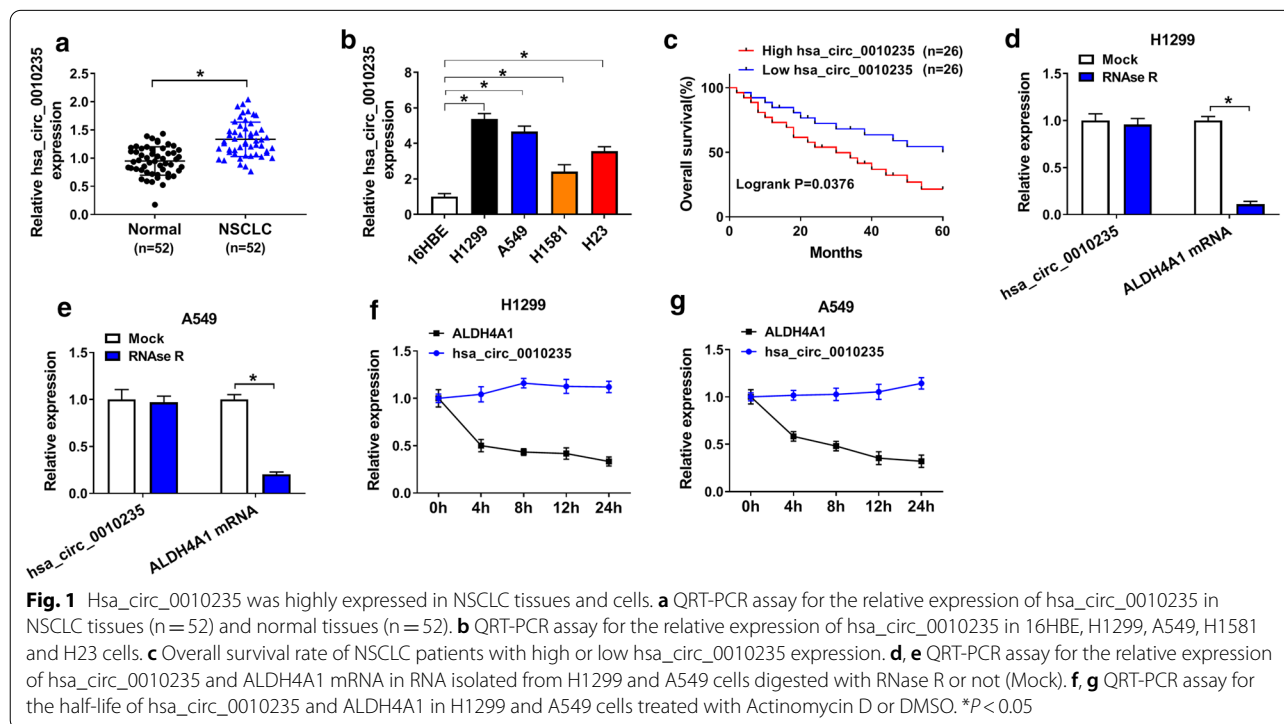 a
Relative hsa_circ_0010235
expression
2.5
2.0
1.5
1.0
0.5
0.0
*
Normal
(n=52)
NSCLC
(n=52)
b
Relative hsa_circ_0010235
expression
8
6
4
2
0
*
*
*
*
16HBE
H1299
A549
H1581
H23
c
Overall survival(%)
100
50
0
High hsa_circ_0010235 (n=26)
Low hsa_circ_0010235 (n=26)
Logrank P=0.0376
0
20
40
60
Months
d
H1299
Mock
RNAse R
Relative expression
1.5
1.0
0.5
0.0
*
hsa_circ_0010235
ALDH4A1 mRNA
e
A549
Mock
RNAse R
Relative expression
1.5
1.0
0.5
0.0
*
hsa_circ_0010235
ALDH4A1 mRNA
f
H1299
ALDH4A1
hsa_circ_0010235
Relative expression
1.5
1.0
0.5
0.0
0h
4h
8h
12h
24h
g
A549
ALDH4A1
hsa_circ_0010235
Relative expression
1.5
1.0
0.5
0.0
0h
4h
8h
12h
24h
Fig. 1 Hsa_circ_0010235 was highly expressed in NSCLC tissues and cells. a QRT-PCR assay for the relative expression of hsa_circ_0010235 in
NSCLC tissues (n = 52) and normal tissues (n = 52). b QRT-PCR assay for the relative expression of hsa_circ_0010235 in 16HBE, H1299, A549, H1581
and H23 cells. c Overall survival rate of NSCLC patients with high or low hsa_circ_0010235 expression. d, e QRT-PCR assay for the relative expression
of hsa_circ_0010235 and ALDH4A1 mRNA in RNA isolated from H1299 and A549 cells digested with RNase R or not (Mock). f, g QRT-PCR assay for
the half-life of hsa_circ_0010235 and ALDH4A1 in H1299 and A549 cells treated with Actinomycin D or DMSO. *P < 0.05